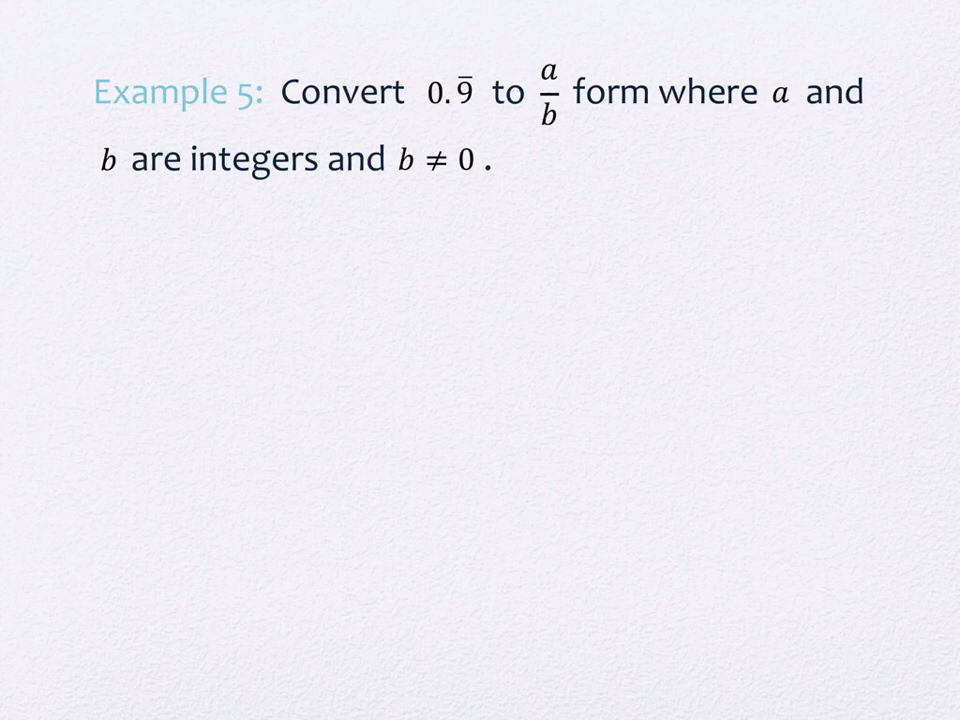 Example 5: Convert 0.9̄ to a/b form where a and
b are integers and b ≠ 0 .